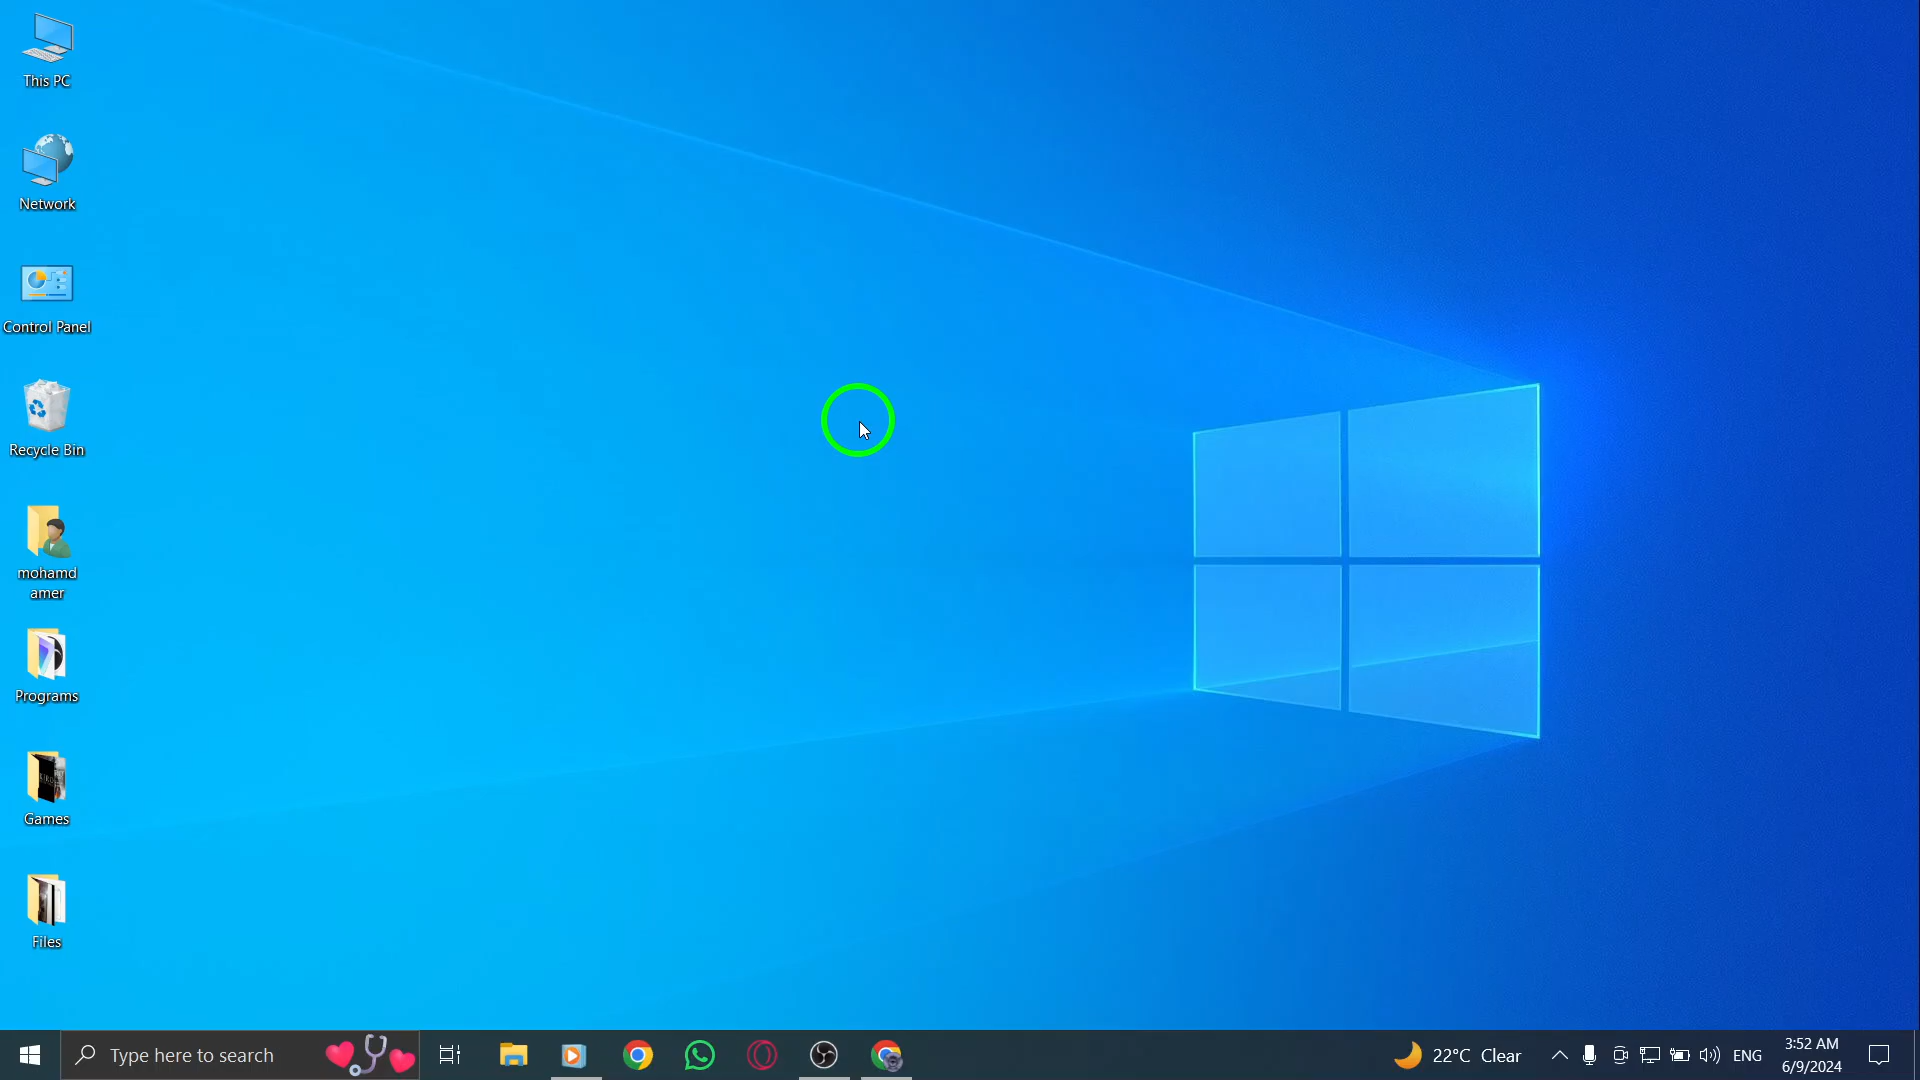 This PC
Network
Control Panel
Recycle Bin
mohamd
amer
Programs
Games
Files
Type here to search
22°C Clear
ENG
3:52 AM
6/9/2024